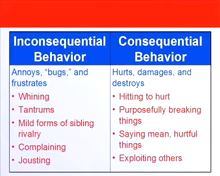 Inconsequential
Behavior
Annoys, "bugs," and
frustrates
• Whining
• Tantrums
• Mild forms of sibling
rivalry
• Complaining
• Jousting
Consequential
Behavior
Hurts, damages, and
destroys
• Hitting to hurt
• Purposefully breaking
things
• Saying mean, hurtful
things
• Exploiting others